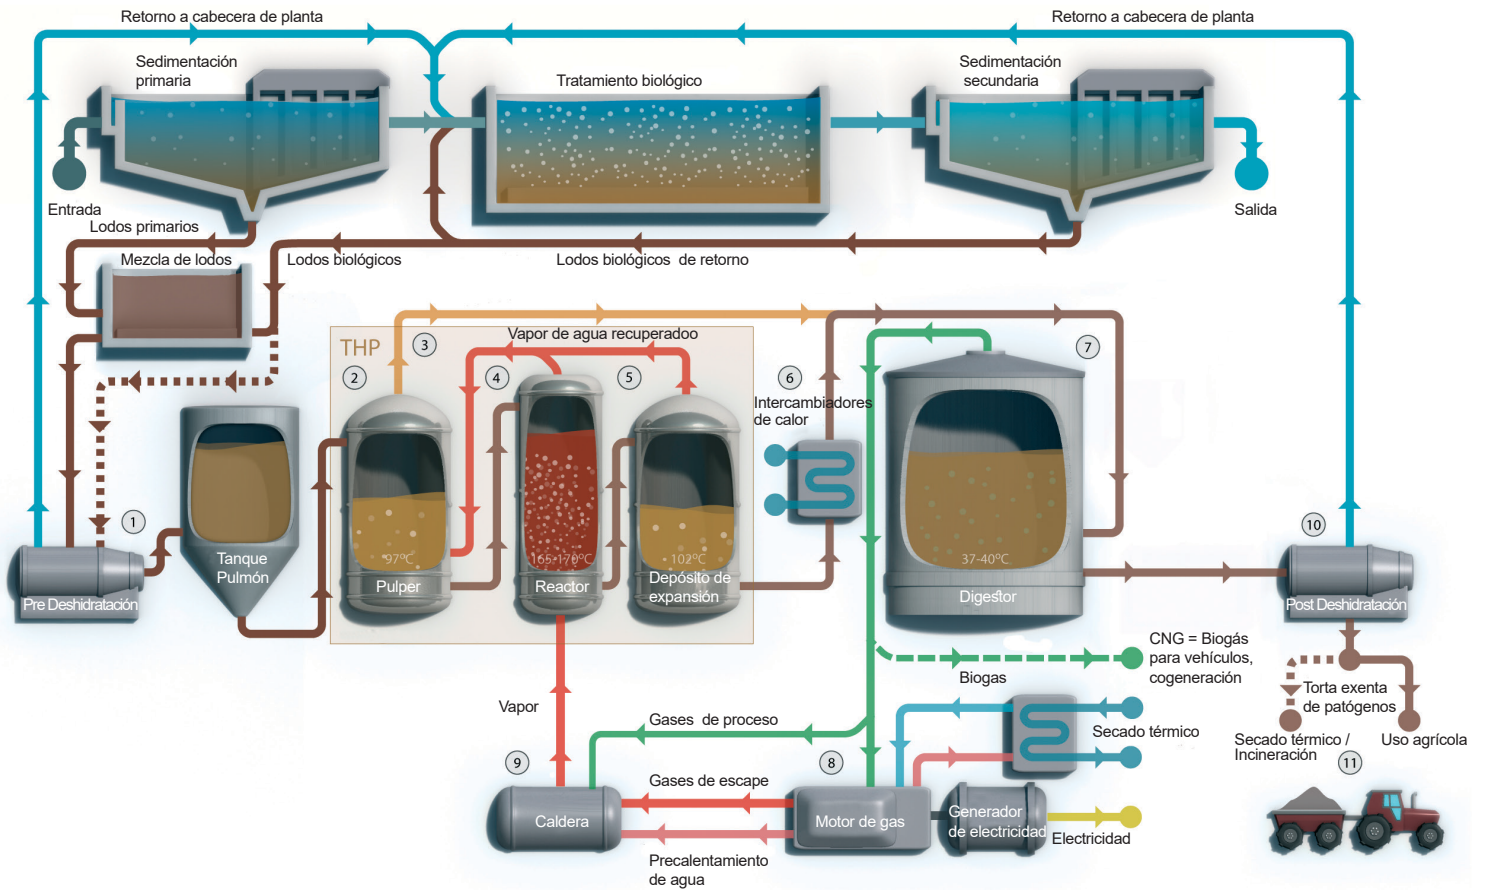 Retorno a cabecera de planta
Retorno a cabecera de planta
Sedimentación
primaria
Tratamiento biológico
Sedimentación
secundaria
Entrada
Salida
Lodos primarios
Mezcla de lodos
Lodos biológicos
Lodos biológicos de retorno
THP
Vapor de agua recuperadoo
3
2
4
5
6
7
Intercambiadores
de calor
1
10
Tanque
Pulmón
97ºC
Pulper
165-170ºC
Reactor
102ºC
Depósito de
expansión
37-40ºC
Digestor
Pre Deshidratación
Post Deshidratación
CNG = Biogás
para vehículos,
cogeneración
Biogas
Torta exenta
de patógenos
Vapor
Gases de proceso
Secado térmico
Secado térmico /
Incineración
Uso agrícola
9
8
11
Gases de escape
Caldera
Motor de gas
Generador
de electricidad
Electricidad
Precalentamiento
de agua